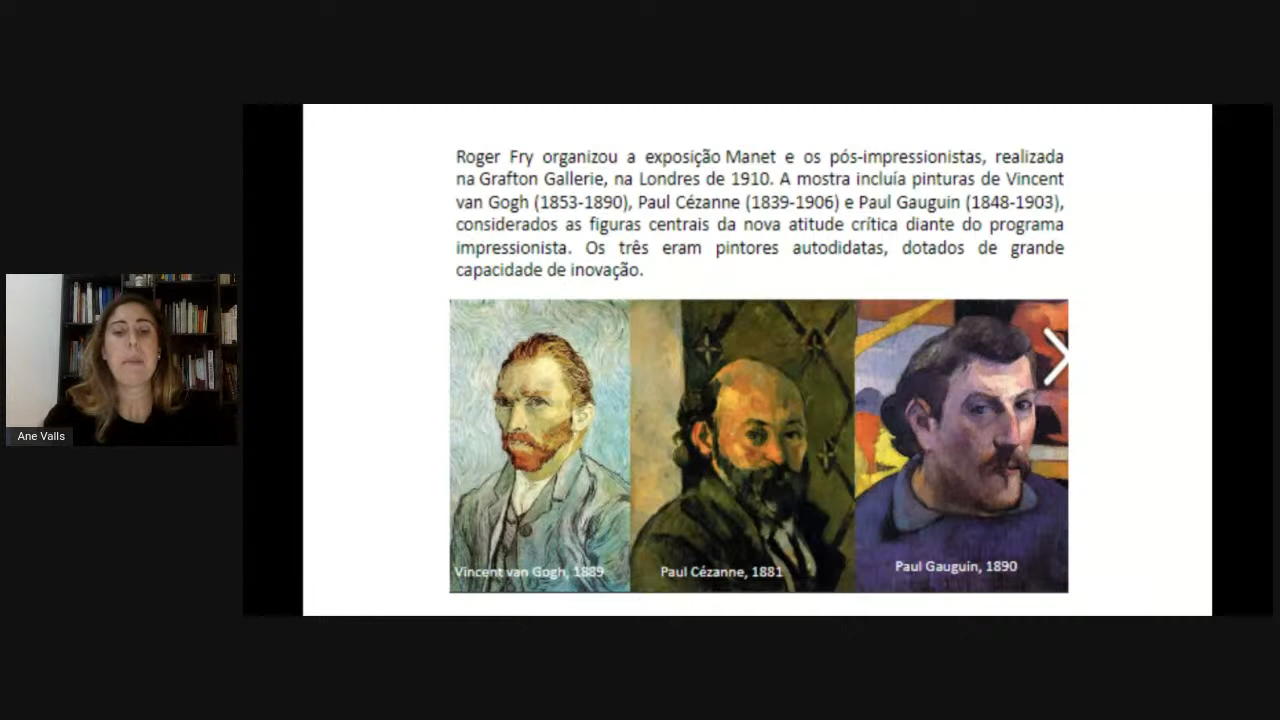 Roger Fry organizou a exposição Manet e os pós-impressionistas, realizada
na Grafton Gallerie, na Londres de 1910. A mostra incluía pinturas de Vincent
van Gogh (1853-1890), Paul Cézanne (1839-1906) e Paul Gauguin (1848-1903),
considerados as figuras centrais da nova atitude crítica diante do programa
impressionista. Os três eram pintores autodidatas, dotados de grande
capacidade de inovação.
Ane Valls
Vincent van Gogh, 1889
Paul Cézanne, 1881
Paul Gauguin, 1890